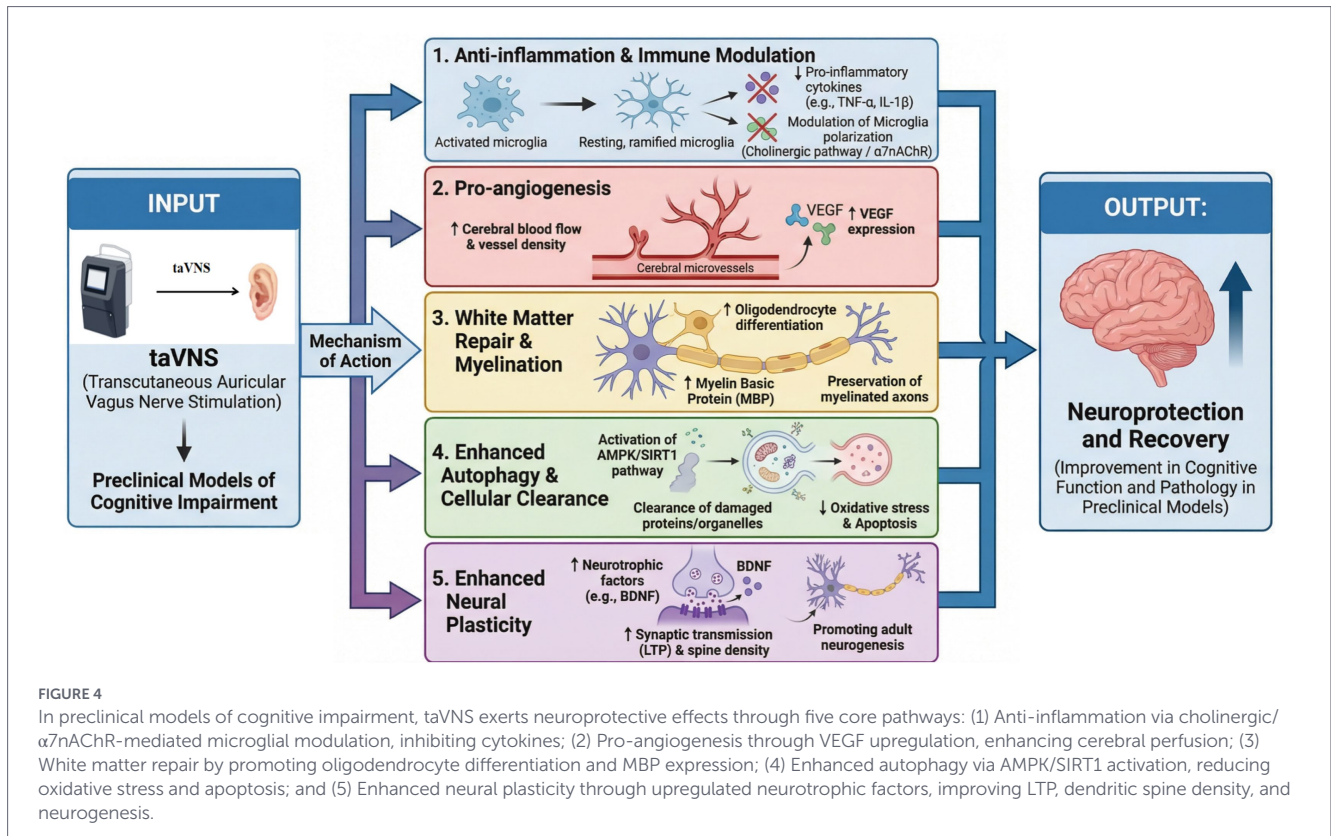 INPUT
taVNS
taVNS
(Transcutaneous Auricular
Vagus Nerve Stimulation)
Preclinical Models of
Cognitive Impairment
Mechanism
of Action
1. Anti-inflammation & Immune Modulation
Activated microglia
Resting, ramified microglia
↓ Pro-inflammatory
cytokines
(e.g., TNF-α, IL-1β)
Modulation of Microglia
polarization
(Cholinergic pathway / α7nAChR)
2. Pro-angiogenesis
↑ Cerebral blood flow
& vessel density
Cerebral microvessels
VEGF
↑ VEGF
expression
3. White Matter
Repair &
Myelination
↑ Oligodendrocyte
differentiation
↑ Myelin Basic
Protein (MBP)
Preservation of
myelinated axons
4. Enhanced
Autophagy &
Cellular Clearance
Activation of
AMPK/SIRT1
pathway
Clearance of damaged
proteins/organelles
↓ Oxidative stress
& Apoptosis
5. Enhanced
Neural
Plasticity
↑ Neurotrophic
factors
(e.g., BDNF)
BDNF
↑ Synaptic transmission
(LTP) & spine density
Promoting adult
neurogenesis
OUTPUT:
Neuroprotection
and Recovery
(Improvement in Cognitive
Function and Pathology in
Preclinical Models)
FIGURE 4
In preclinical models of cognitive impairment, taVNS exerts neuroprotective effects through five core pathways: (1) Anti-inflammation via cholinergic/
α7nAChR-mediated microglial modulation, inhibiting cytokines; (2) Pro-angiogenesis through VEGF upregulation, enhancing cerebral perfusion; (3)
White matter repair by promoting oligodendrocyte differentiation and MBP expression; (4) Enhanced autophagy via AMPK/SIRT1 activation, reducing
oxidative stress and apoptosis; and (5) Enhanced neural plasticity through upregulated neurotrophic factors, improving LTP, dendritic spine density, and
neurogenesis.